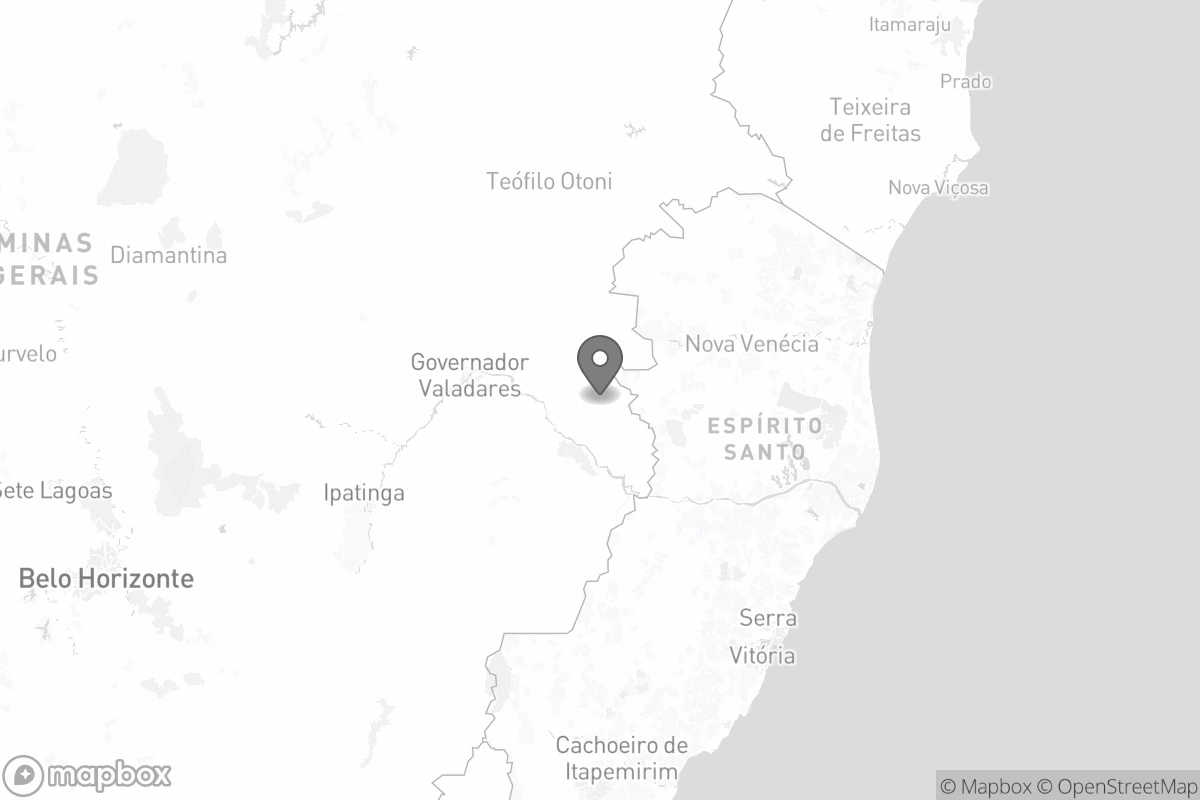 Itamaraju
Prado
Teixeira
de Freitas
Teófilo Otoni
Nova Viçosa
MINAS
GERAIS
Diamantina
urvelo
Nova Venécia
Governador
Valadares
ESPÍRITO
SANTO
Sete Lagoas
Ipatinga
Belo Horizonte
Serra
Vitória
Cachoeiro de
Itapemirim
mapbox
© Mapbox © OpenStreetMap